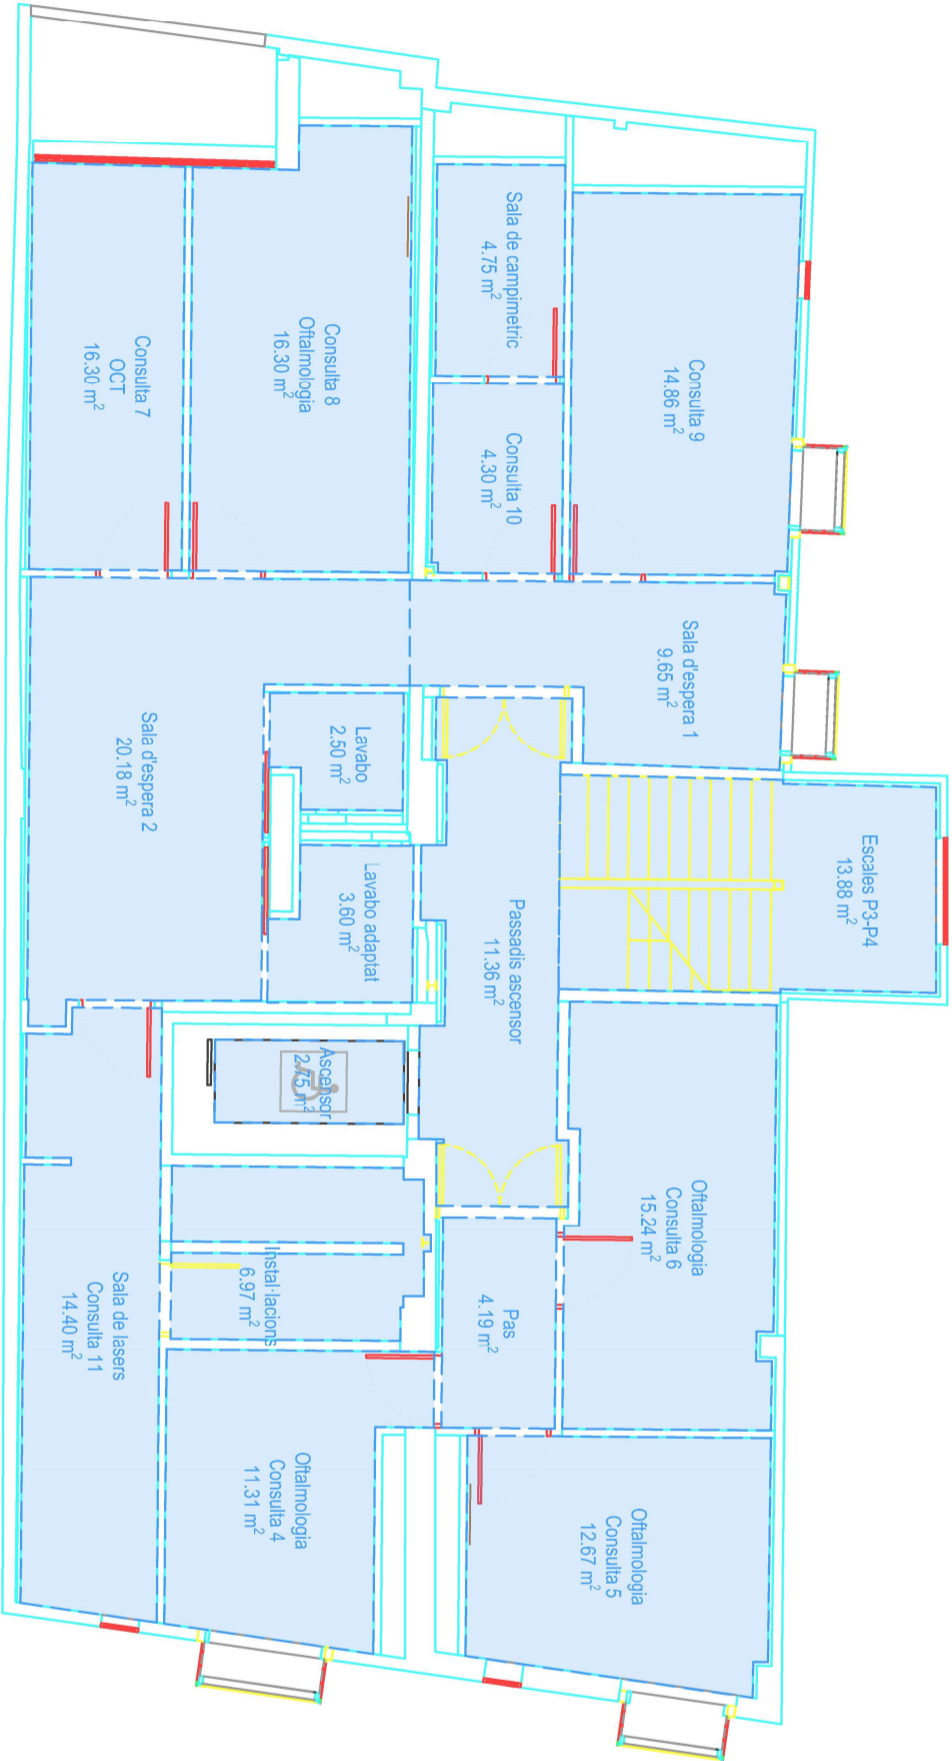 Sala de campimetric
4.75 m²
Consulta 9
14.86 m²
Consulta 8
Oftalmologia
16.30 m²
Consulta 7
OCT
16.30 m²
Consulta 10
4.30 m²
Sala d'espera 1
9.65 m²
Sala d'espera 2
20.18 m²
Lavabo
2.50 m²
Lavabo adaptat
3.60 m²
Passadis ascensor
11.36 m²
Escales P3-P4
13.88 m²
Ascensor
2.75 m²
Oftalmologia
Consulta 6
15.24 m²
Instal·lacions
6.97 m²
Pas
4.19 m²
Sala de lasers
Consulta 11
14.40 m²
Oftalmologia
Consulta 4
11.31 m²
Oftalmologia
Consulta 5
12.67 m²